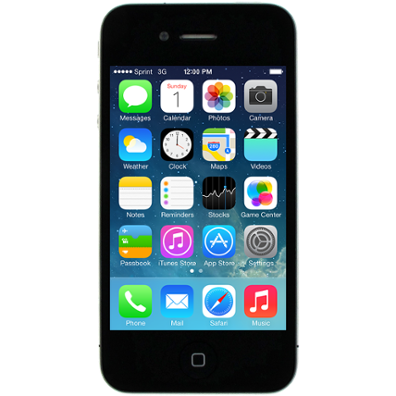 Sprint 3G 12:00 PM
Sunday
1
Messages Calendar Photos Camera
280
Weather Clock Maps Videos
Notes Reminders Stocks Game Center
Passbook iTunes Store App Store Settings
Phone Mail Safari Music